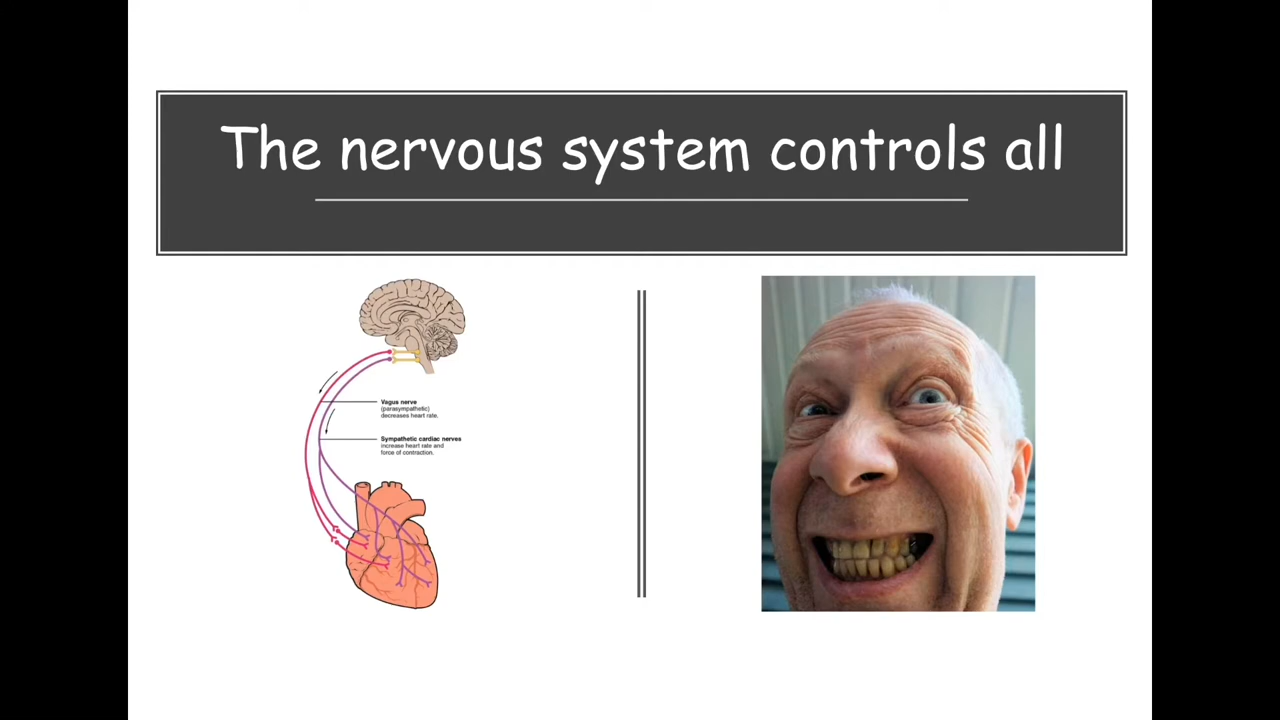 The nervous system controls all
Vagus nerve
(parasympathetic)
decreases heart rate.
Sympathetic cardiac nerves
increase heart rate and
force of contraction.